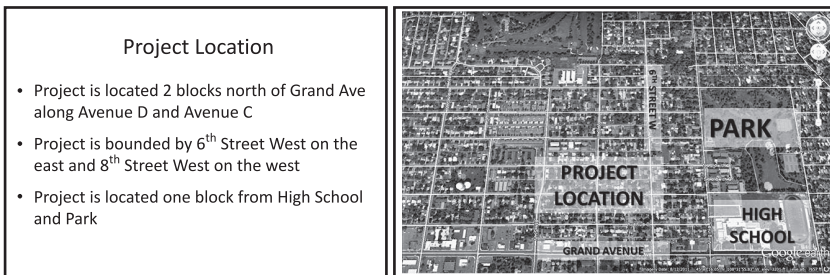 Project Location
• Project is located 2 blocks north of Grand Ave
along Avenue D and Avenue C
• Project is bounded by 6th Street West on the
east and 8th Street West on the west
• Project is located one block from High School
and Park
6TH STREET W
PARK
PROJECT
LOCATION
HIGH
SCHOOL
GRAND AVENUE
Google earth